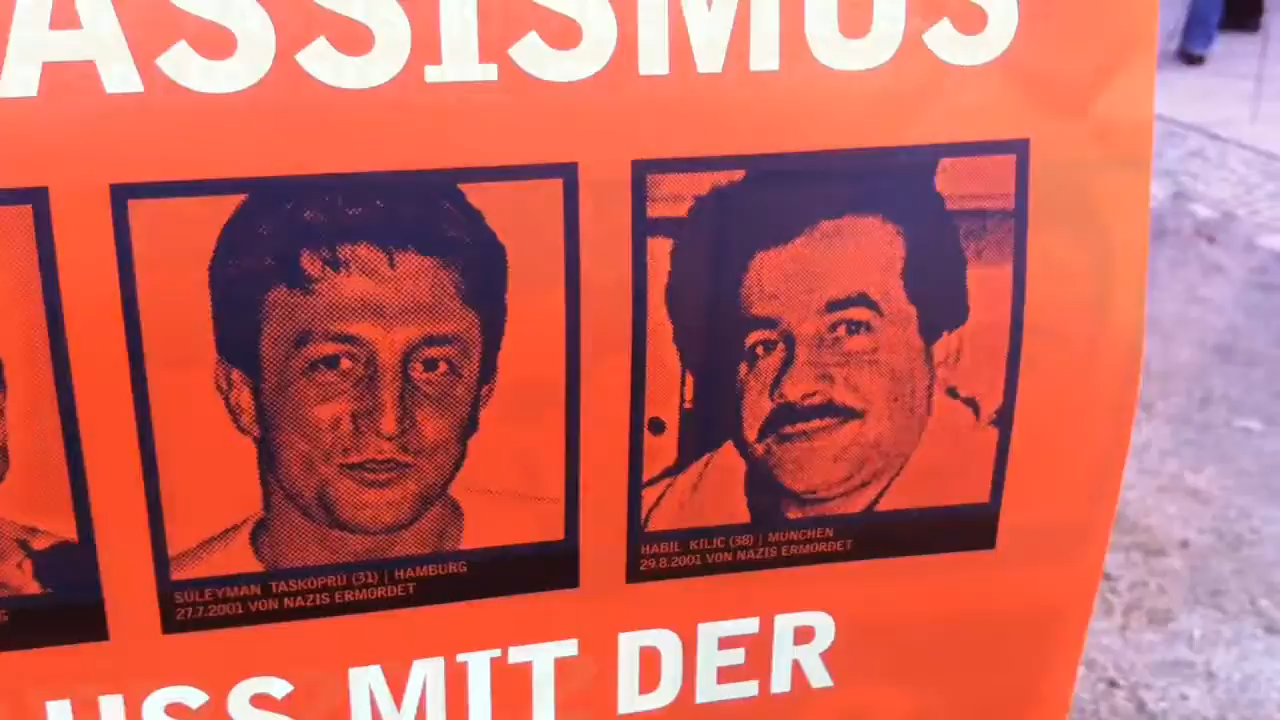 ASSISMUS
SÜLEYMAN TASKÖPRÜ (31) | HAMBURG
27.7.2001 VON NAZIS ERMORDET
HABIL KILIC (38) | MÜNCHEN
29.8.2001 VON NAZIS ERMORDET
USS MIT DER